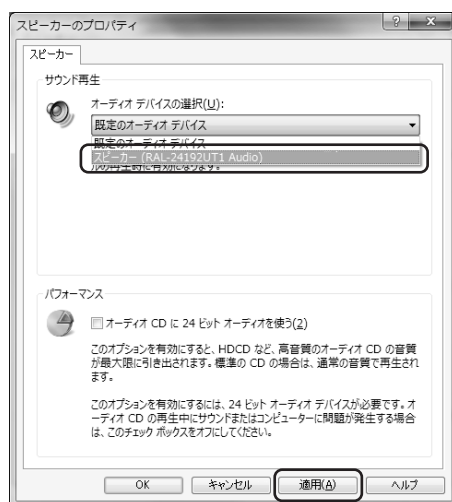 スピーカーのプロパティ
スピーカー
サウンド再生
オーディオ デバイスの選択(U):
既定のオーディオ デバイス
既定のオーディオ デバイス
スピーカー (RAL-24192UT1 Audio)
ルの再生時に有効になります。
パフォーマンス
オーディオ CD に 24 ビット オーディオを使う(2)
このオプションを有効にすると、HDCD など、高音質のオーディオ CD の音質
が最大限に引き出されます。標準の CD の場合は、通常の音質で再生され
ます。
このオプションを有効にするには、24 ビット オーディオ デバイスが必要です。オ
ーディオ CD の再生中にサウンドまたはコンピューターに問題が発生する場合
は、このチェック ボックスをオフにしてください。
OK キャンセル 適用(A) ヘルプ